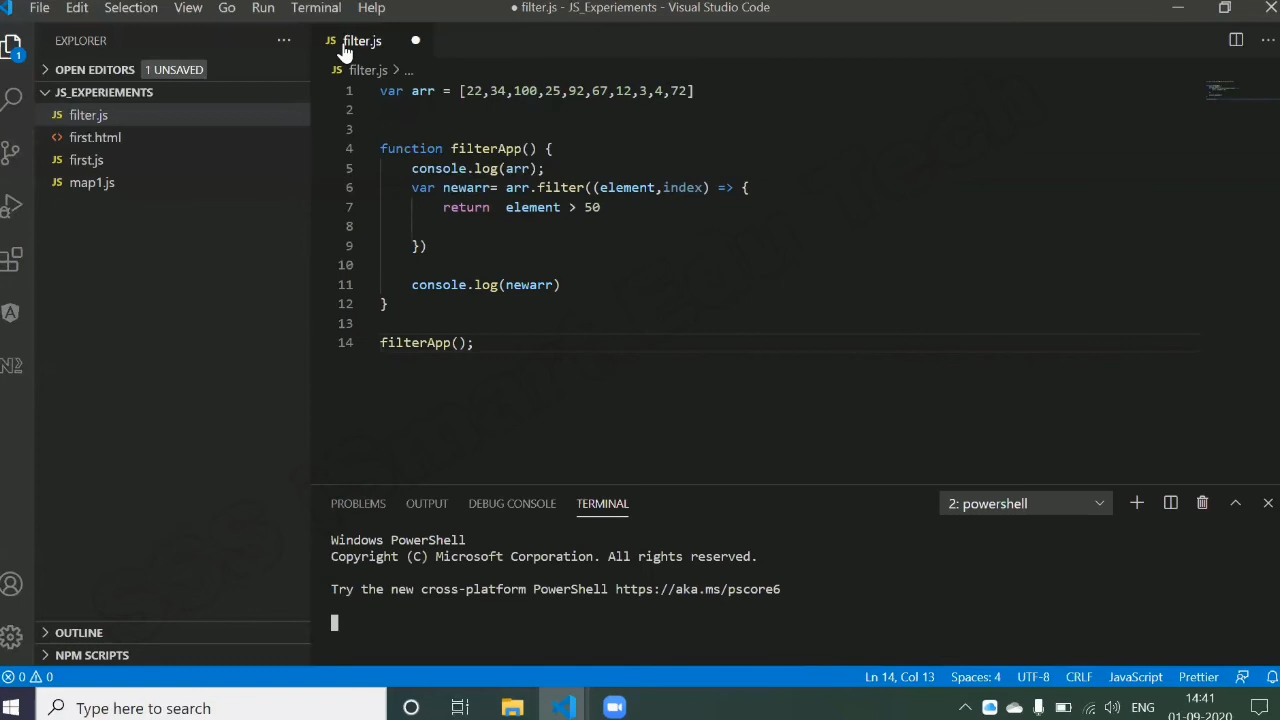 File Edit Selection View Go Run Terminal Help ● filter.js - JS_Experiements - Visual Studio Code
EXPLORER ···
JS filter.js ●
1
OPEN EDITORS 1 UNSAVED
JS filter.js > ...
JS_EXPERIEMENTS
JS filter.js
<> first.html
JS first.js
JS map1.js
1 var arr = [22,34,100,25,92,67,12,3,4,72]
2
3
4 function filterApp() {
5 console.log(arr);
6 var newarr= arr.filter((element,index) => {
7 return  element > 50
8
9 })
10
11 console.log(newarr)
12 }
13
14 filterApp();
PROBLEMS OUTPUT DEBUG CONSOLE TERMINAL 2: powershell
Windows PowerShell
Copyright (C) Microsoft Corporation. All rights reserved.
Try the new cross-platform PowerShell https://aka.ms/pscore6
OUTLINE
NPM SCRIPTS
0 0 Ln 14, Col 13 Spaces: 4 UTF-8 CRLF JavaScript Prettier
Type here to search
ENG 14:41
01-09-2020